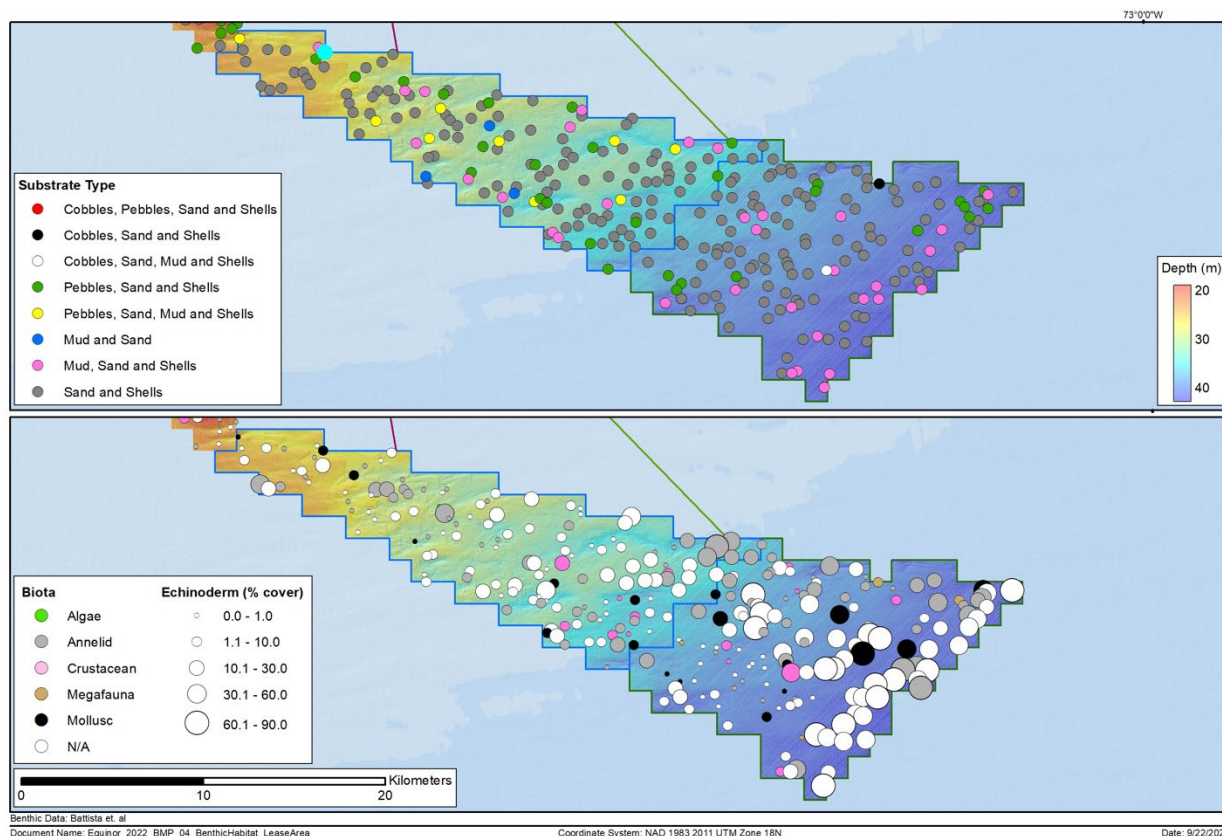 73°0'0"W
Substrate Type
Cobbles, Pebbles, Sand and Shells
Cobbles, Sand and Shells
Cobbles, Sand, Mud and Shells
Pebbles, Sand and Shells
Pebbles, Sand, Mud and Shells
Mud and Sand
Mud, Sand and Shells
Sand and Shells
Depth (m)
20
30
40
Biota Echinoderm (% cover)
Algae 0.0 - 1.0
Annelid 1.1 - 10.0
Crustacean 10.1 - 30.0
Megafauna 30.1 - 60.0
Mollusc 60.1 - 90.0
N/A
Kilometers
0 10 20
Benthic Data: Battista et. al
Document Name: Equinor_2022_BMP_04_BenthicHabitat_LeaseArea Coordinate System: NAD 1983 2011 UTM Zone 18N Date: 9/22/202